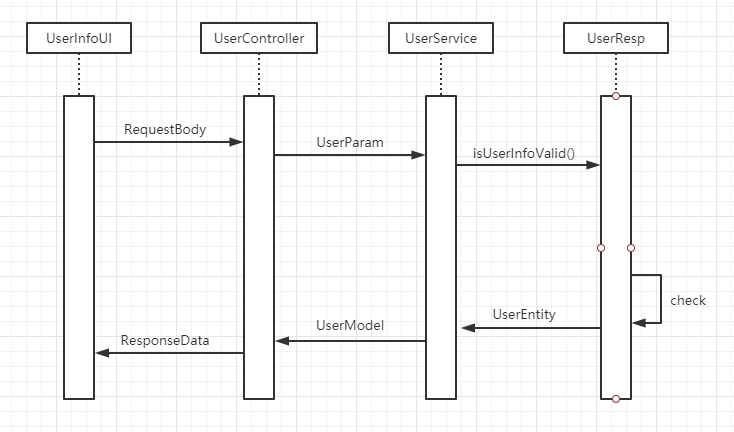 UserInfoUI
UserController
UserService
UserResp
RequestBody
UserParam
isUserInfoValid()
check
UserEntity
UserModel
ResponseData